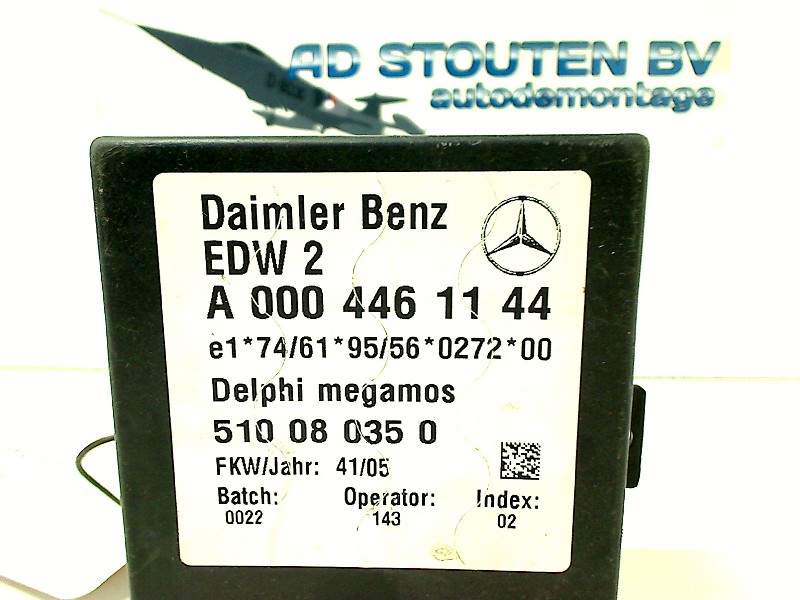 AD STOUTEN BV
autodemontage
Daimler Benz
EDW 2
A 000 446 11 44
e1*74/61*95/56*0272*00
Delphi megamos
510 08 035 0
FKW/Jahr: 41/05
Batch: Operator: Index:
0022 143 02